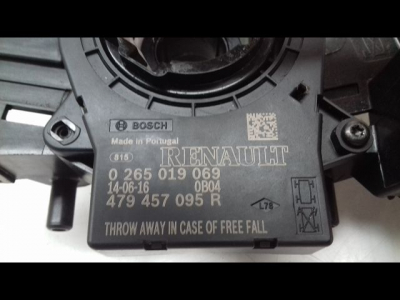 BOSCH
Made in Portugal
815 RENAULT
0 265 019 069
14-06-16 0B04
479 457 095 R
L76
THROW AWAY IN CASE OF FREE FALL